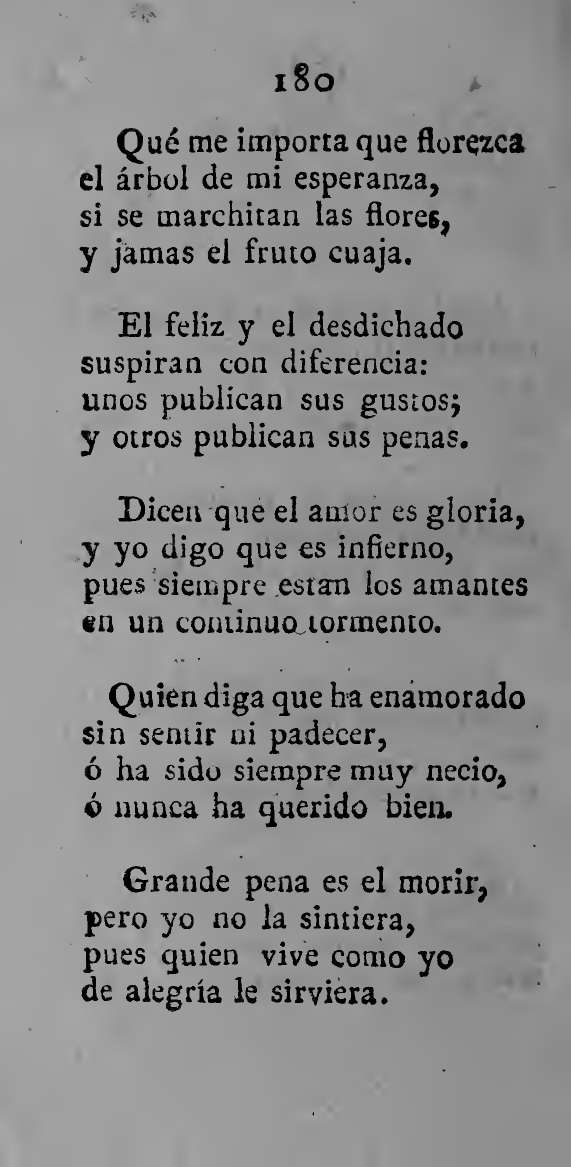 180
Qué me importa que florezca
el árbol de mi esperanza,
si se marchitan las flores,
y jamas el fruto cuaja.
El feliz y el desdichado
suspiran con diferencia:
unos publican sus gustos;
y otros publican sus penas.
Dicen que el amor es gloria,
y yo digo que es infierno,
pues siempre estan los amantes
en un continuo tormento.
Quien diga que ha enamorado
sin sentir ni padecer,
ó ha sido siempre muy necio,
ó nunca ha querido bien.
Grande pena es el morir,
pero yo no la sintiera,
pues quien vive como yo
de alegría le sirviera.